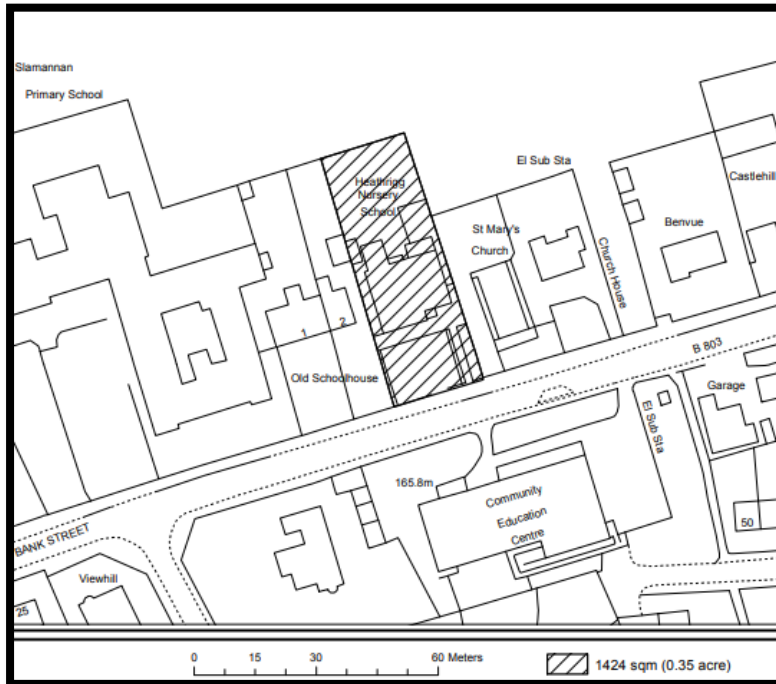 Slamannan
Primary School
El Sub Sta
Castlehill
Heathrigg
Nursery
School
St Mary's
Church
Benvue
Church House
1
2
B 803
Old Schoolhouse
Garage
El Sub Sta
165.8m
Community
Education
Centre
50
BANK STREET
Viewhill
25
0 15 30 60 Meters
1424 sqm (0.35 acre)